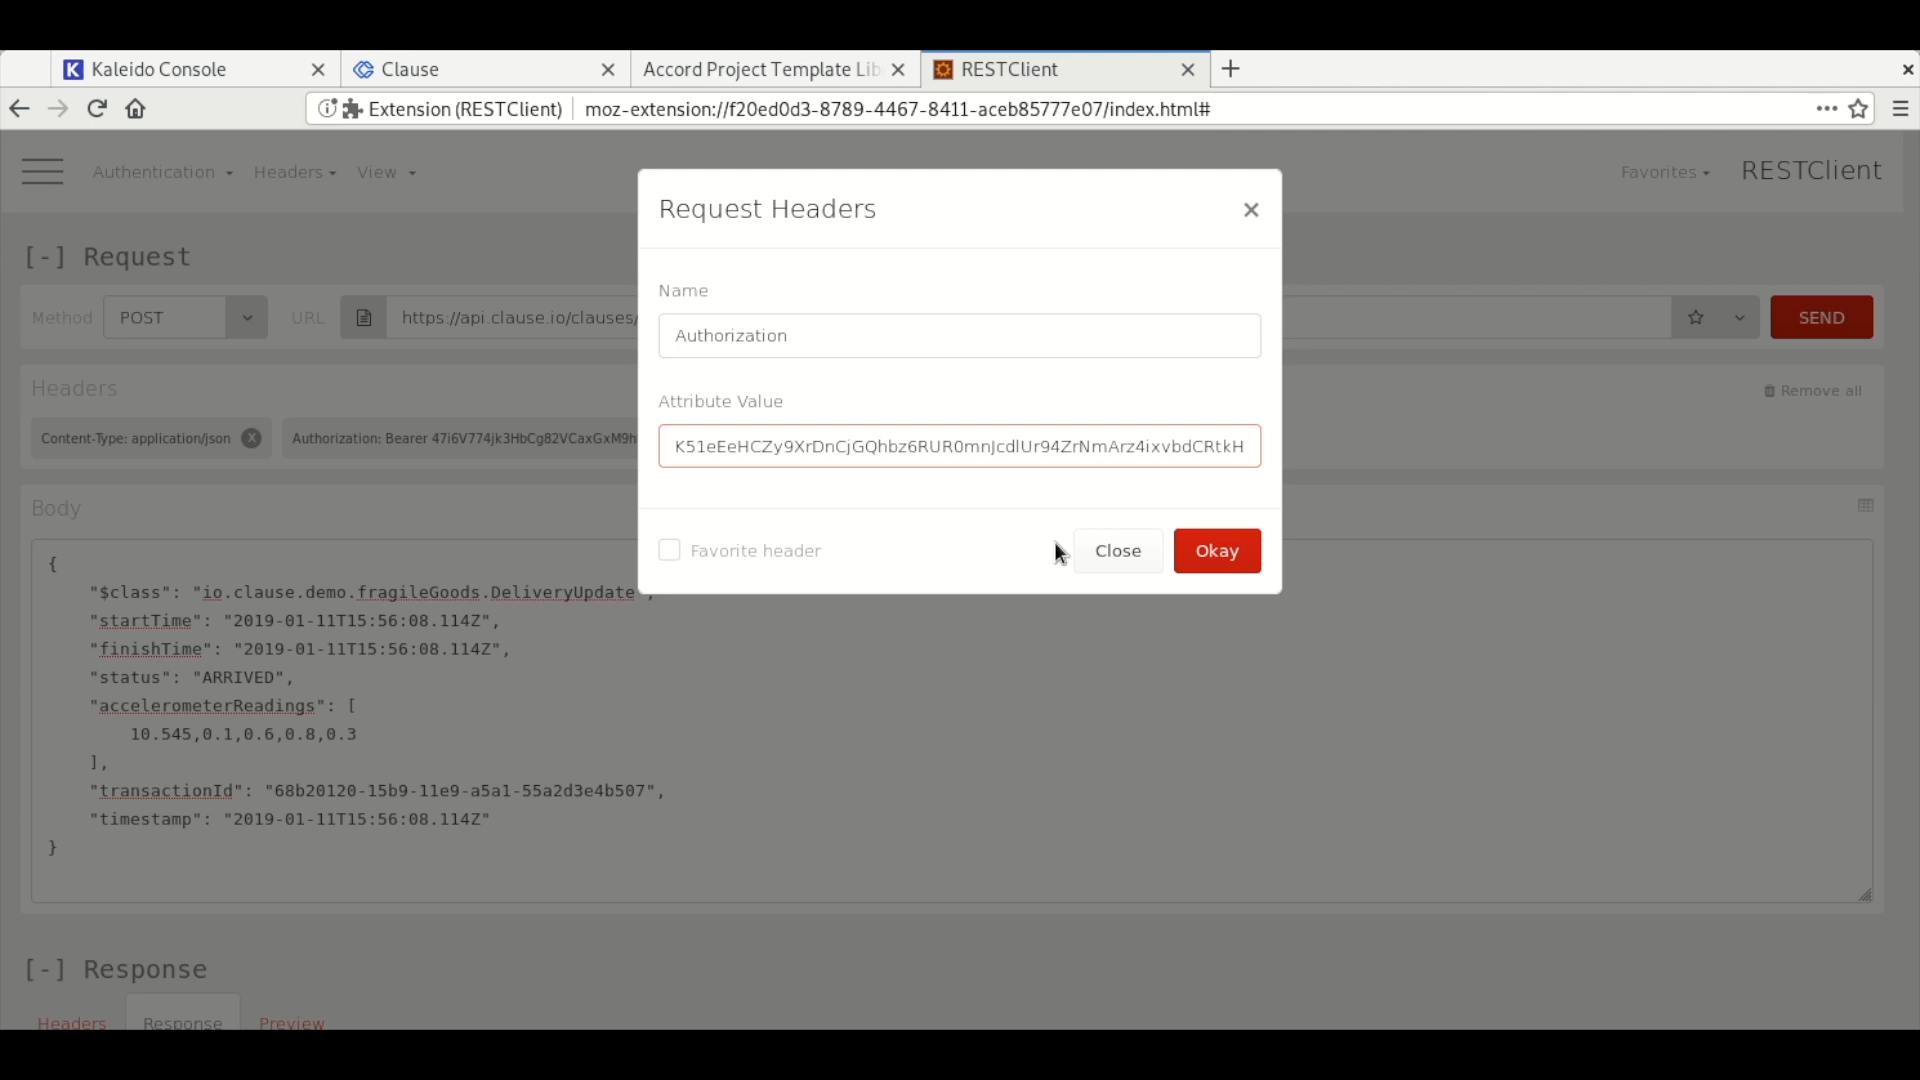 Kaleido Console
Clause
Accord Project Template Lib
RESTClient
Extension (RESTClient)
moz-extension://f20ed0d3-8789-4467-8411-aceb85777e07/index.html#
Authentication
Headers
View
Favorites
RESTClient
Request Headers
[-] Request
Name
Method
POST
URL
https://api.clause.io/clauses/
SEND
Authorization
Headers
Remove all
Attribute Value
Content-Type: application/json
Authorization: Bearer 47i6V774jk3HbCg82VCaxGxM9h
K51eEeHCZy9XrDnCjGQhbz6RUR0mnJcdlUr94ZrNmArz4ixvbdCRtkH
Body
Favorite header
Close
Okay
{
"$class": "io.clause.demo.fragileGoods.DeliveryUpdate",
"startTime": "2019-01-11T15:56:08.114Z",
"finishTime": "2019-01-11T15:56:08.114Z",
"status": "ARRIVED",
"accelerometerReadings": [
10.545,0.1,0.6,0.8,0.3
],
"transactionId": "68b20120-15b9-11e9-a5a1-55a2d3e4b507",
"timestamp": "2019-01-11T15:56:08.114Z"
}
[-] Response
Headers
Response
Preview